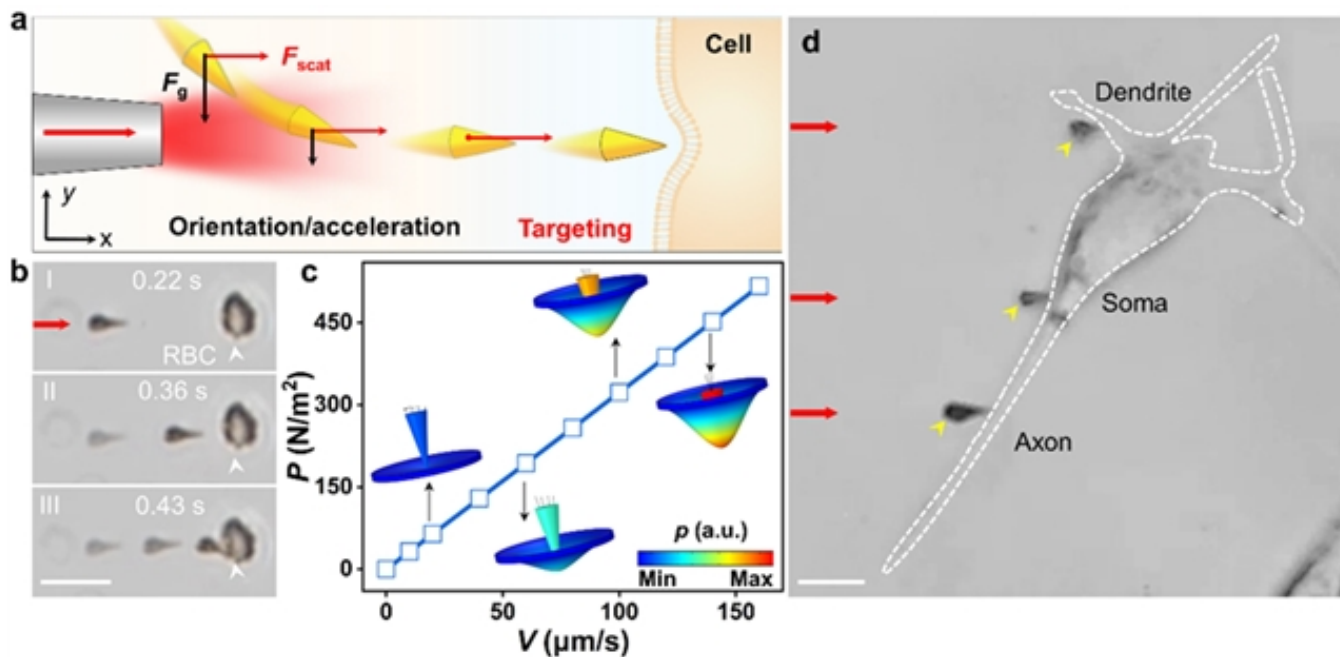 a
F_scat
F_g
Cell
y
x
Orientation/acceleration
Targeting
b
I
0.22 s
RBC
II
0.36 s
III
0.43 s
c
P (N/m²)
450
300
150
0
0
50
100
150
V (μm/s)
p (a.u.)
Min
Max
d
Dendrite
Soma
Axon